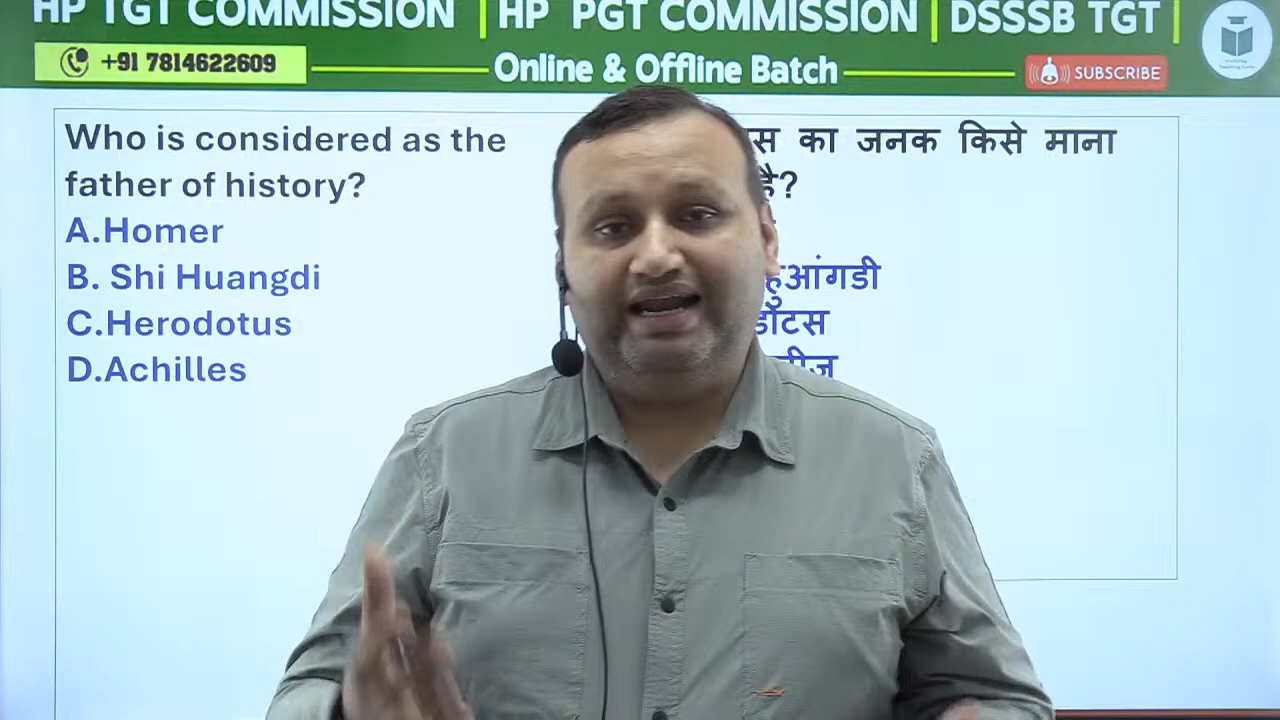 HP TGT COMMISSION | HP PGT COMMISSION | DSSSB TGT |
+91 7814622609
Online & Offline Batch
SUBSCRIBE
Who is considered as the
father of history?
A.Homer
B. Shi Huangdi
C.Herodotus
D.Achilles
का जनक किसे माना
है?